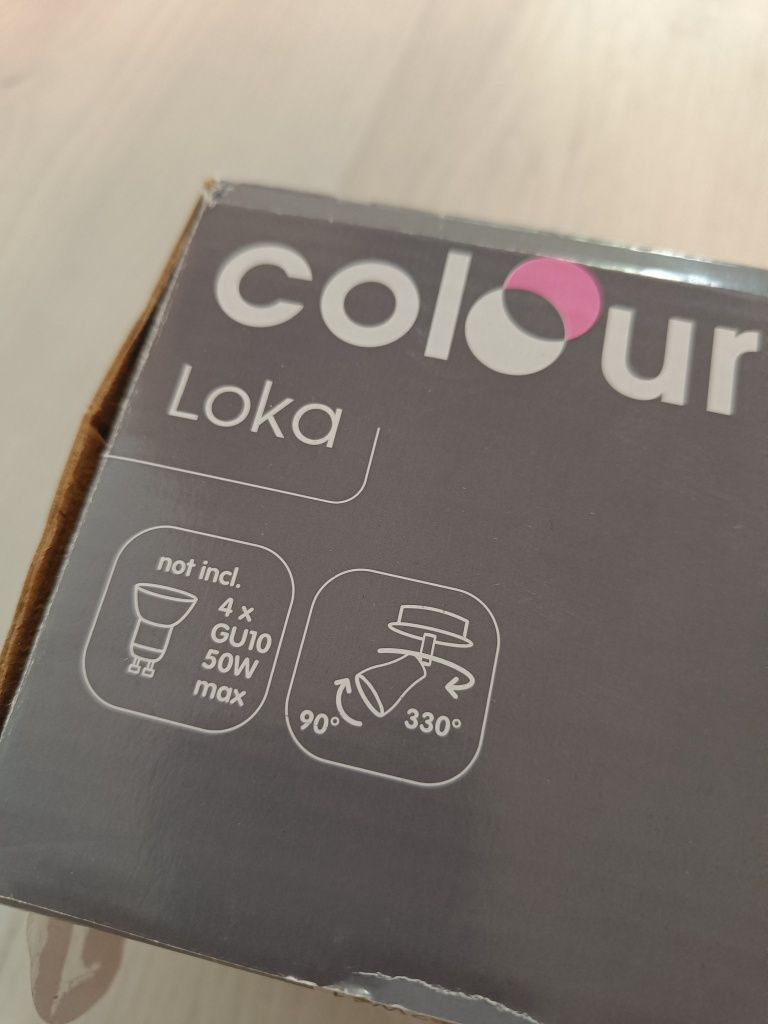 colour
Loka
not incl.
4 x
GU10
50W
max
90° 330°